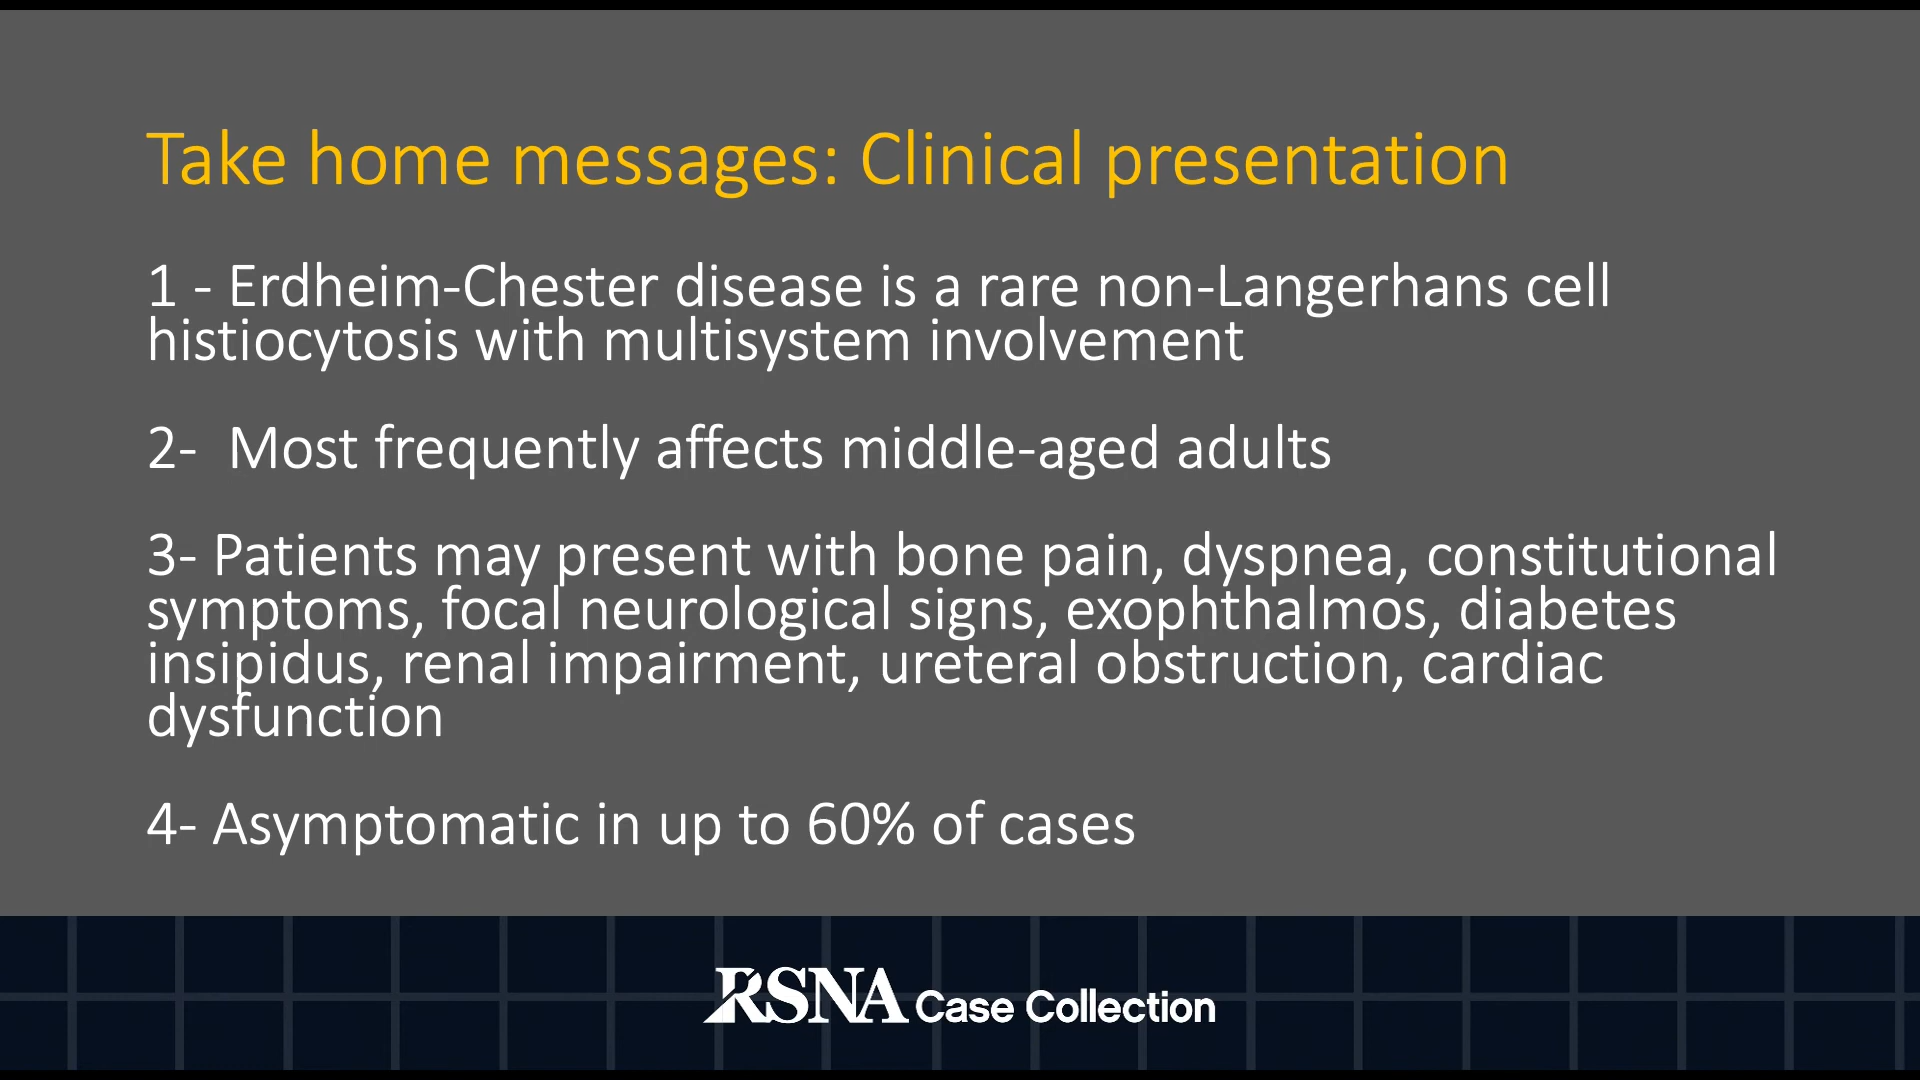 Take home messages: Clinical presentation
1 - Erdheim-Chester disease is a rare non-Langerhans cell
histiocytosis with multisystem involvement
2-  Most frequently affects middle-aged adults
3- Patients may present with bone pain, dyspnea, constitutional
symptoms, focal neurological signs, exophthalmos, diabetes
insipidus, renal impairment, ureteral obstruction, cardiac
dysfunction
4- Asymptomatic in up to 60% of cases
RSNA Case Collection